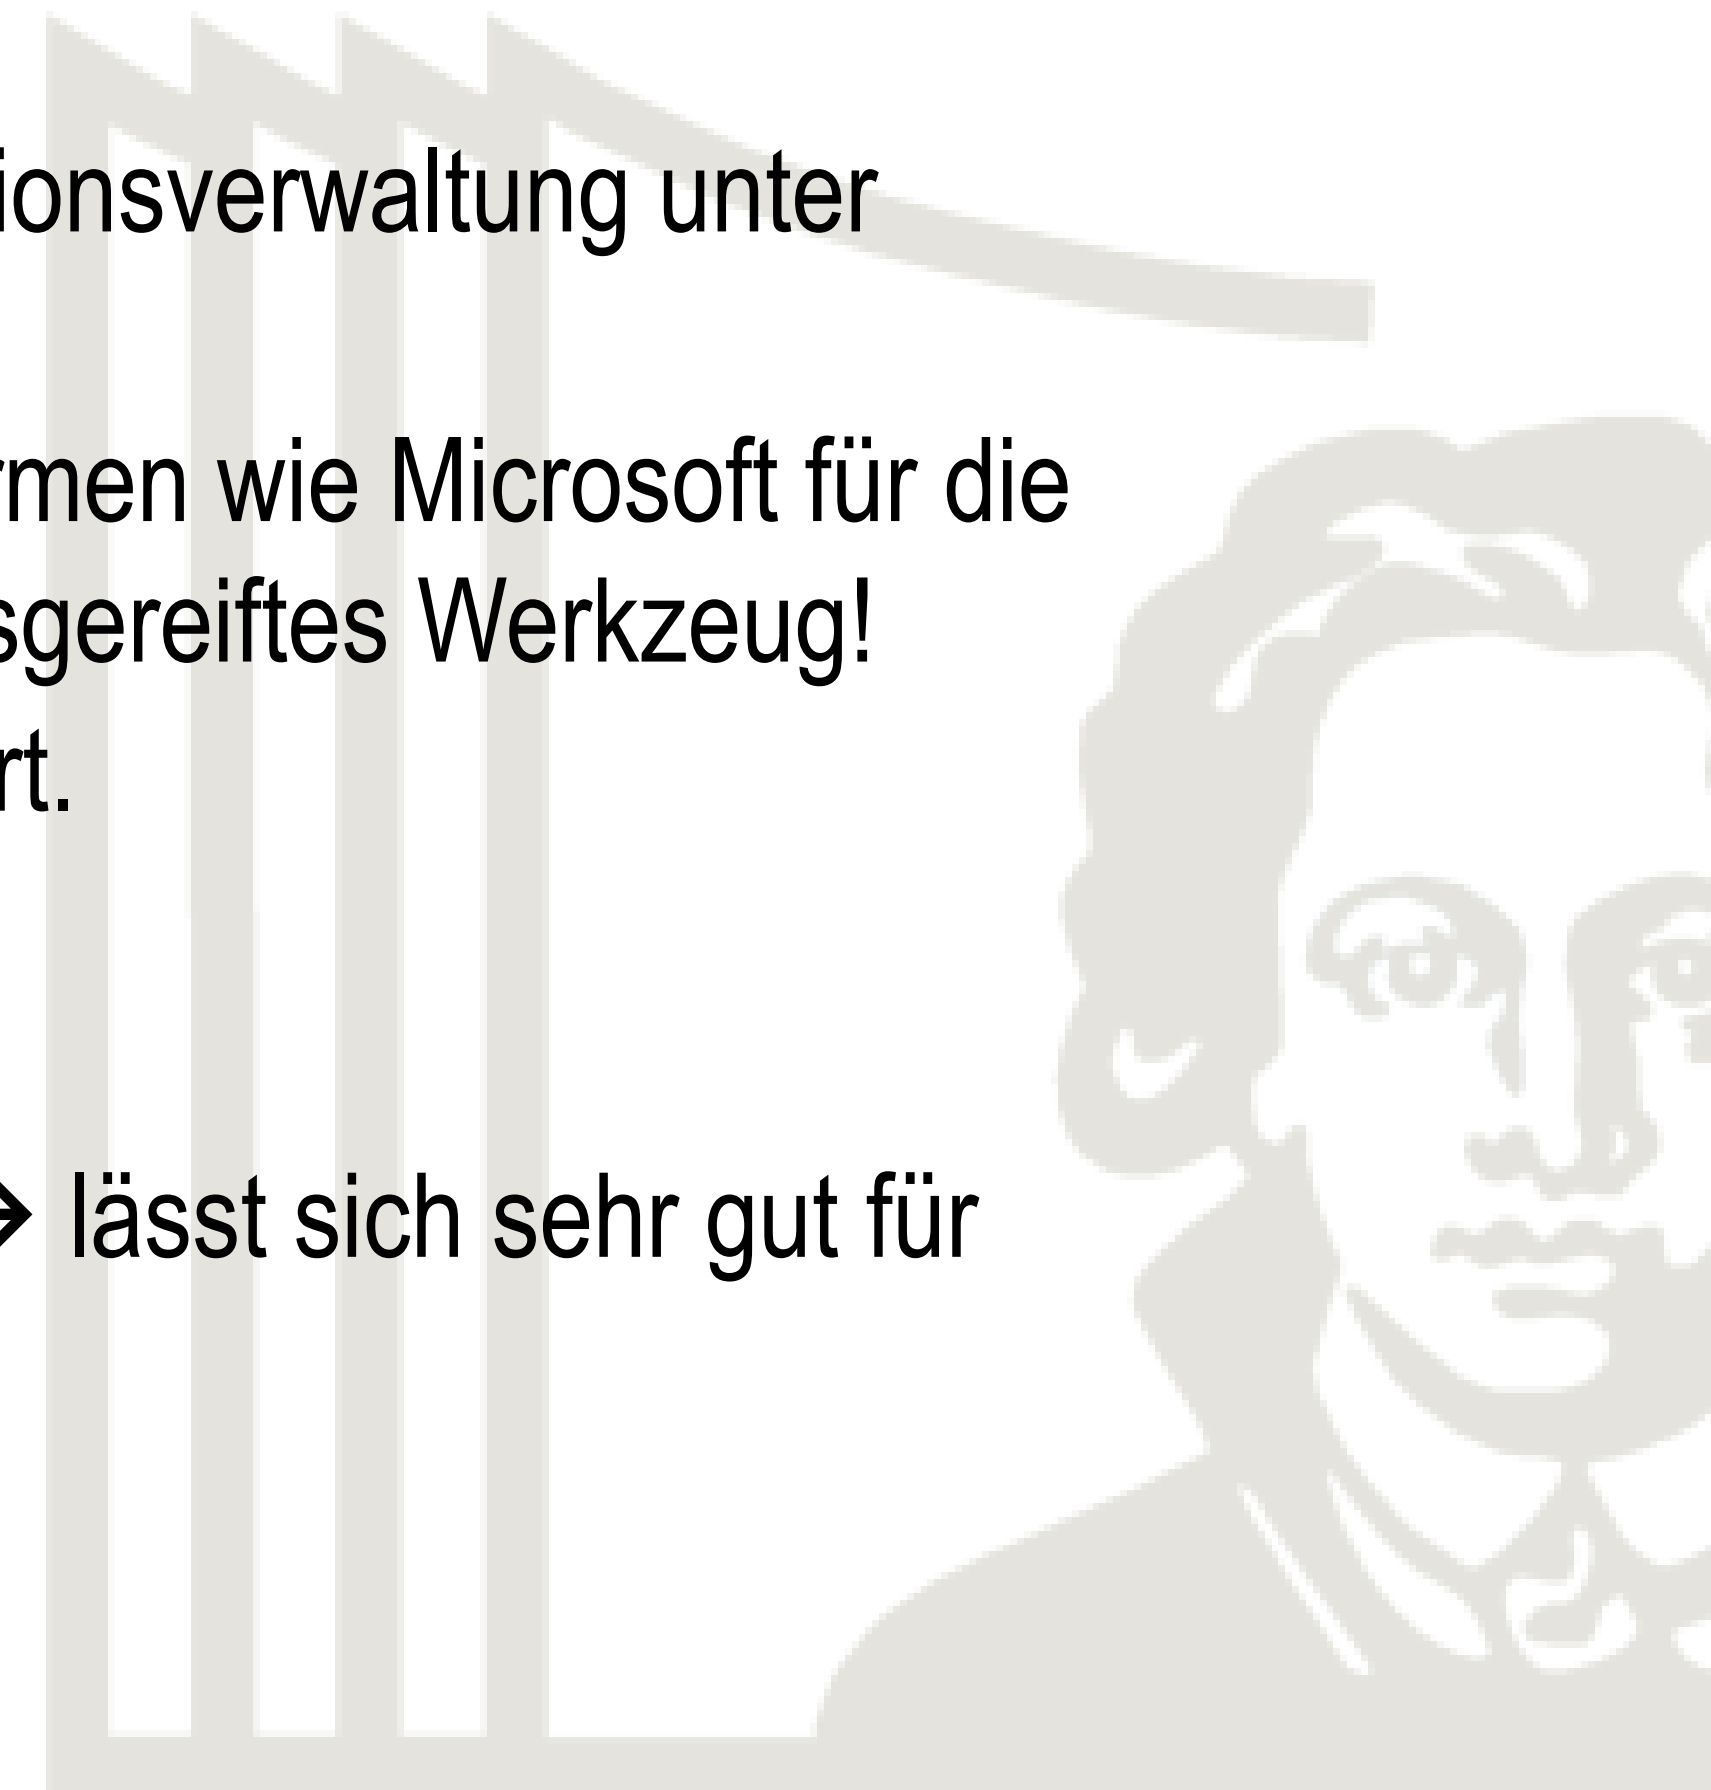 ionsverwaltung unter
rmen wie Microsoft für die
sgereiftes Werkzeug!
rt.
→ lässt sich sehr gut für